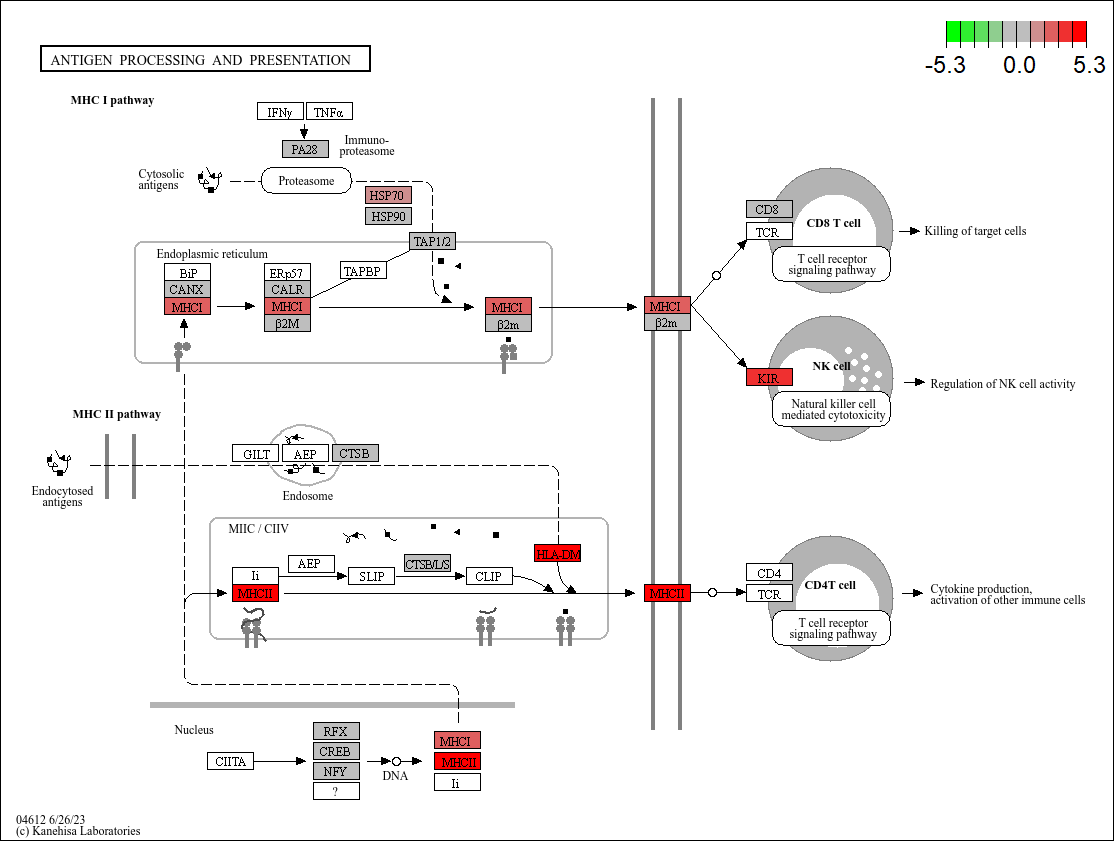 -5.3 0.0 5.3
ANTIGEN PROCESSING AND PRESENTATION
MHC I pathway
IFNγ TNFα
PA28
Immuno-
proteasome
Cytosolic
antigens
Proteasome
HSP70
HSP90
TAP1/2
Endoplasmic reticulum
BiP
CANX
MHCI
ERp57
CALR
MHCI
β2M
TAPBP
MHCI
β2m
MHCI
β2m
CD8
TCR
CD8 T cell
T cell receptor
signaling pathway
Killing of target cells
KIR
NK cell
Natural killer cell
mediated cytotoxicity
Regulation of NK cell activity
MHC II pathway
Endocytosed
antigens
GILT AEP CTSB
Endosome
MIIC / CIIV
HLA-DM
Ii
MHCII
AEP
SLIP
CTSB/L/S
CLIP
MHCII
CD4
TCR
CD4T cell
T cell receptor
signaling pathway
Cytokine production,
activation of other immune cells
Nucleus
CIITA
RFX
CREB
NFY
?
DNA
MHCI
MHCII
Ii
04612 6/26/23
(c) Kanehisa Laboratories